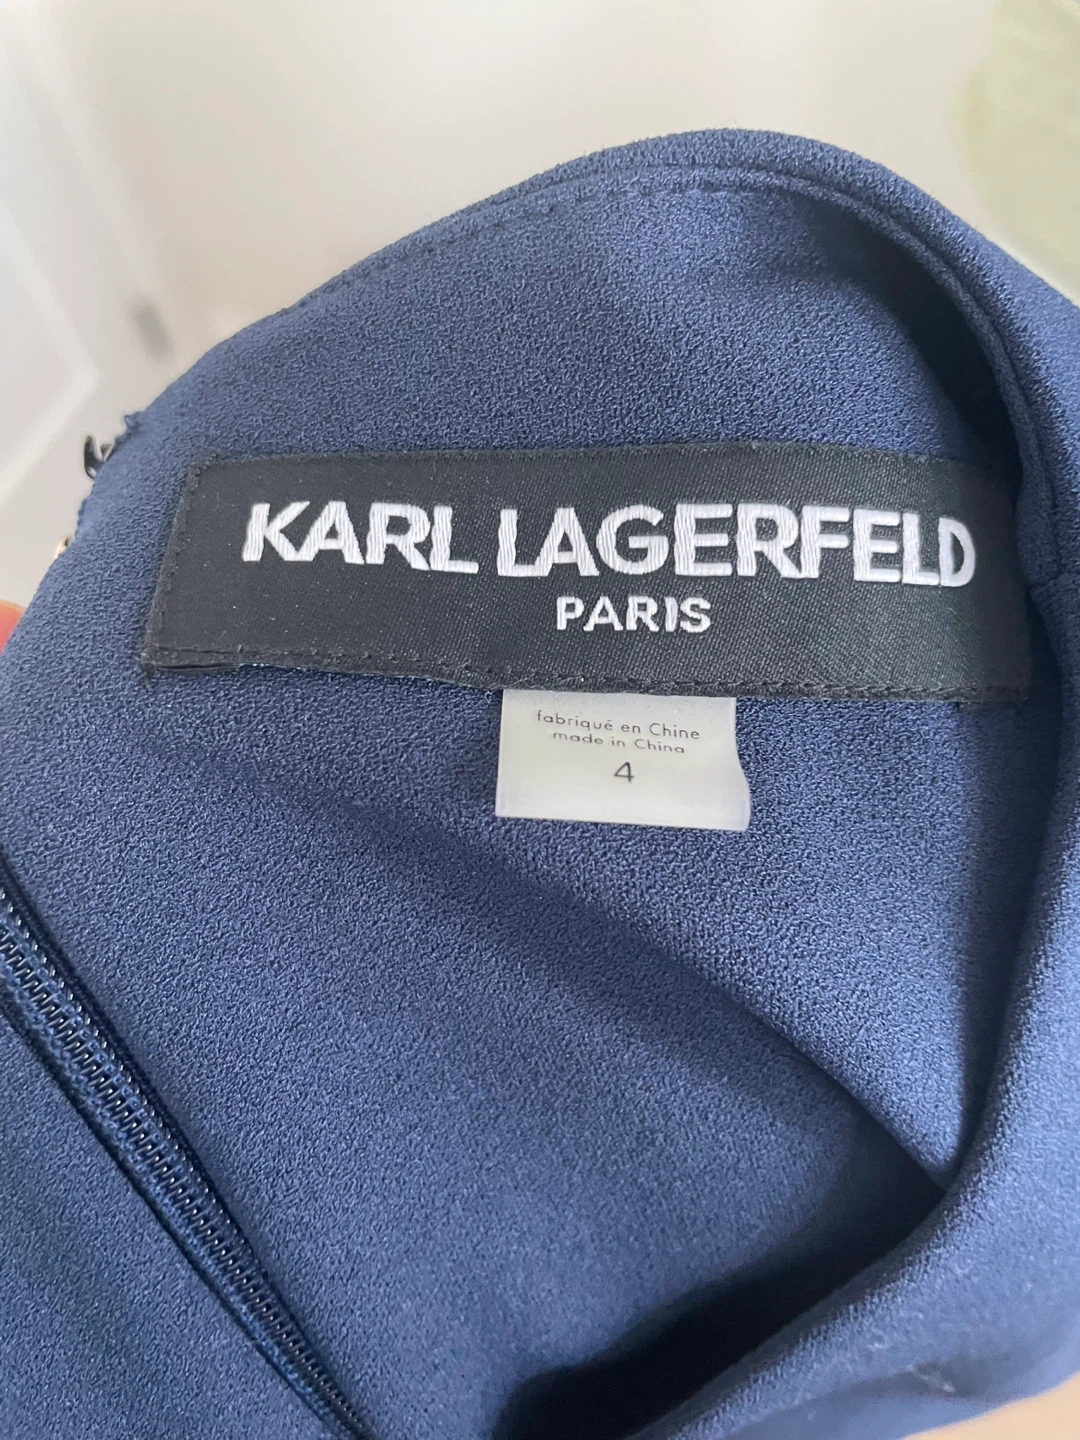 KARL LAGERFELD
PARIS
fabriqué en Chine
made in China
4